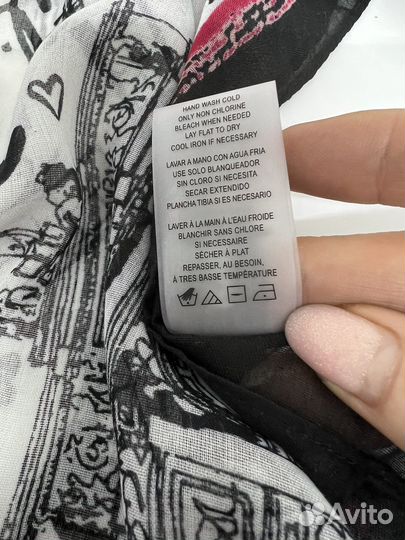 HAND WASH COLD
ONLY NON CHLORINE
BLEACH WHEN NEEDED
LAY FLAT TO DRY
COOL IRON IF NECESSARY
LAVAR A MANO CON AGUA FRIA
USE SOLO BLANQUEADOR
SIN CLORO SI NECESITA
SECAR EXTENDIDO
PLANCHA TIBIA SI ES NECESARIO
LAVER À LA MAIN À L'EAU FROIDE
BLANCHIR SANS CHLORE
SI NECESSAIRE
SÉCHER À PLAT
REPASSER, AU BESOIN,
À TRES BASSE TEMPÉRATURE
Avito